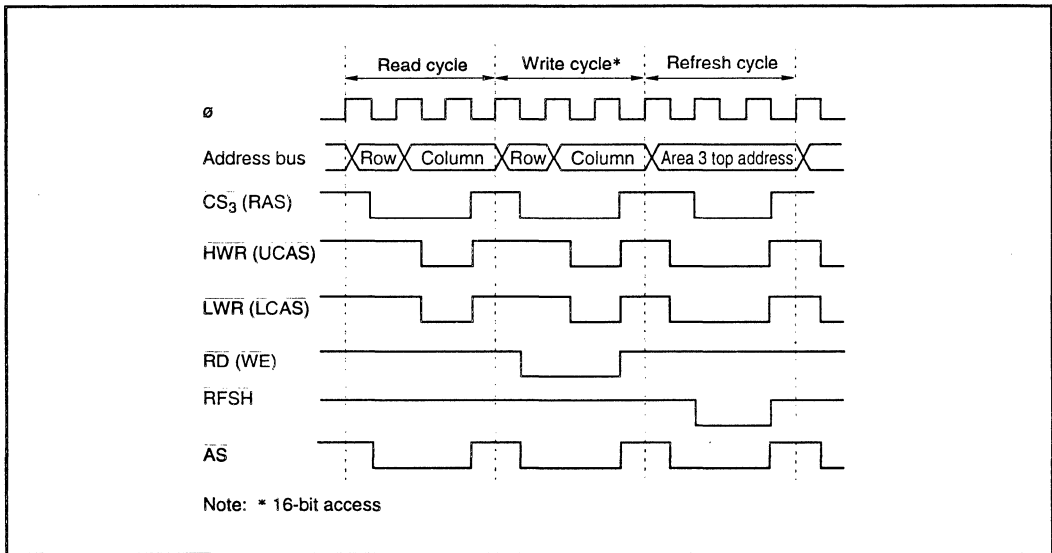 Read cycle Write cycle* Refresh cycle
ø
Address bus Row Column Row Column Area 3 top address
CS₃ (RAS)
HWR (UCAS)
LWR (LCAS)
RD (WE)
RFSH
AS
Note: * 16-bit access